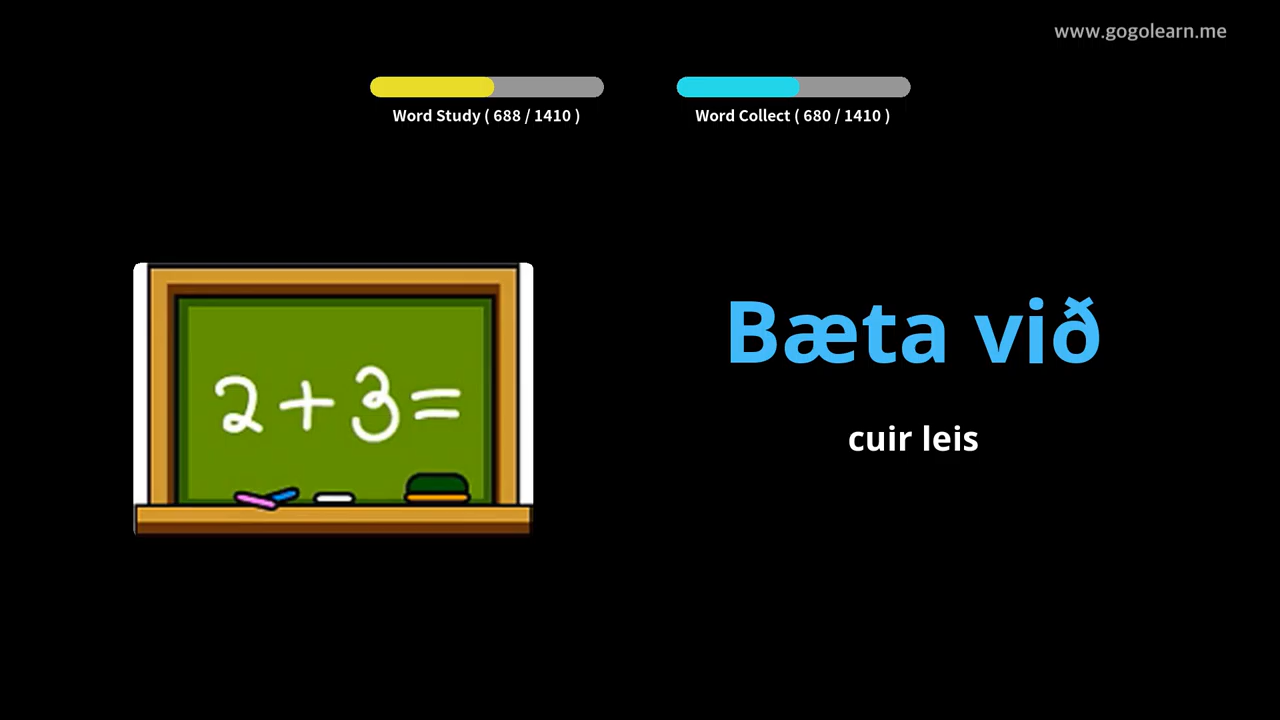 www.gogolearn.me
Word Study ( 688 / 1410 )
Word Collect ( 680 / 1410 )
2+3=
Bæta við
cuir leis